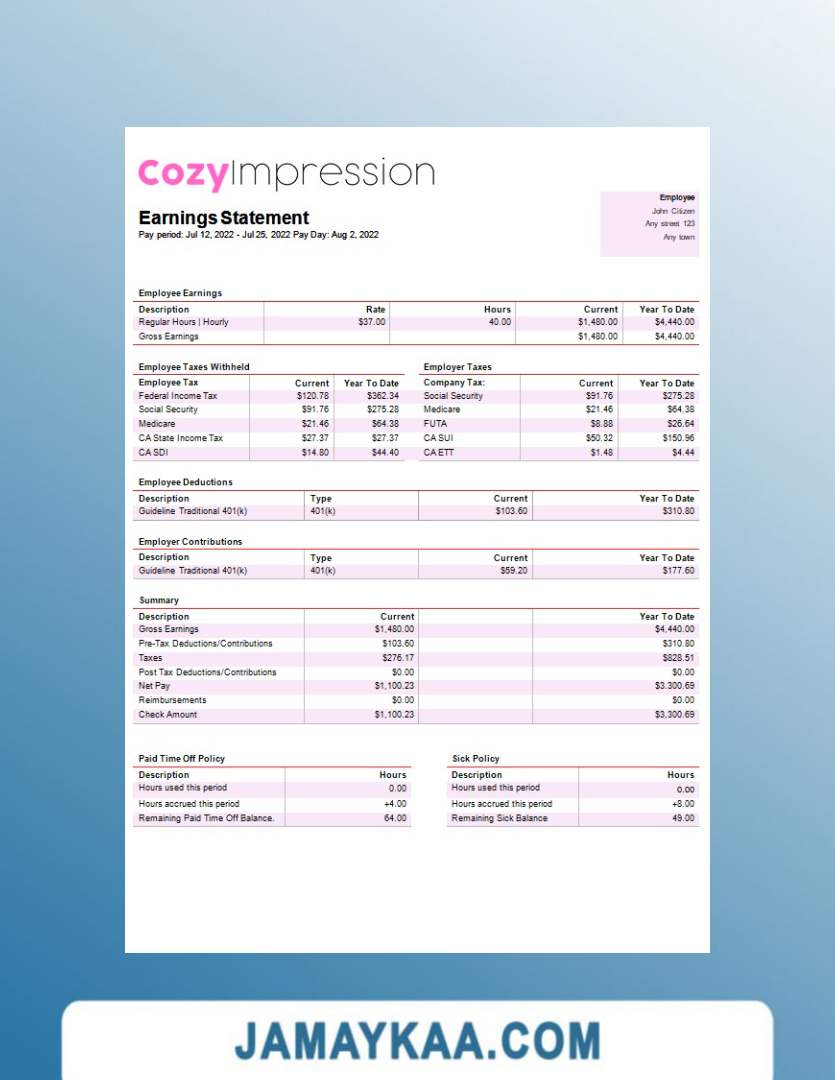 CozyImpression
Earnings Statement
Pay period: Jul 12, 2022 - Jul 25, 2022 Pay Day: Aug 2, 2022
Employee
John Citizen
Any street 123
Any town
Employee Earnings
Description Rate Hours Current Year To Date
Regular Hours | Hourly $37.00 40.00 $1,480.00 $4,440.00
Gross Earnings $1,480.00 $4,440.00
Employee Taxes Withheld
Employee Tax Current Year To Date
Federal Income Tax $120.78 $362.34
Social Security $91.76 $275.28
Medicare $21.46 $64.38
CA State Income Tax $27.37 $27.37
CA SDI $14.80 $44.40
Employer Taxes
Company Tax: Current Year To Date
Social Security $91.76 $275.28
Medicare $21.46 $64.38
FUTA $8.88 $26.64
CA SUI $50.32 $150.96
CA ETT $1.48 $4.44
Employee Deductions
Description Type Current Year To Date
Guideline Traditional 401(k) 401(k) $103.60 $310.80
Employer Contributions
Description Type Current Year To Date
Guideline Traditional 401(k) 401(k) $59.20 $177.60
Summary
Description Current Year To Date
Gross Earnings $1,480.00 $4,440.00
Pre-Tax Deductions/Contributions $103.60 $310.80
Taxes $276.17 $828.51
Post Tax Deductions/Contributions $0.00 $0.00
Net Pay $1,100.23 $3.300.69
Reimbursements $0.00 $0.00
Check Amount $1,100.23 $3,300.69
Paid Time Off Policy
Description Hours
Hours used this period 0.00
Hours accrued this period +4.00
Remaining Paid Time Off Balance. 64.00
Sick Policy
Description Hours
Hours used this period 0.00
Hours accrued this period +8.00
Remaining Sick Balance 49.00
JAMAYKAA.COM